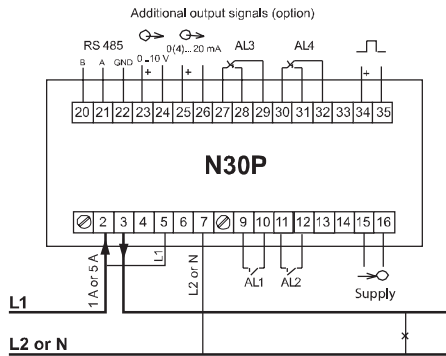 Additional output signals (option)
RS 485 0(4)... 20 mA AL3 AL4
B A GND 0...10 V
+ + +
20 21 22 23 24 25 26 27 28 29 30 31 32 33 34 35
N30P
2 3 4 5 6 7 9 10 11 12 13 14 15 16
1 A or 5 A
L1
L2 or N
AL1 AL2
Supply
L1
L2 or N